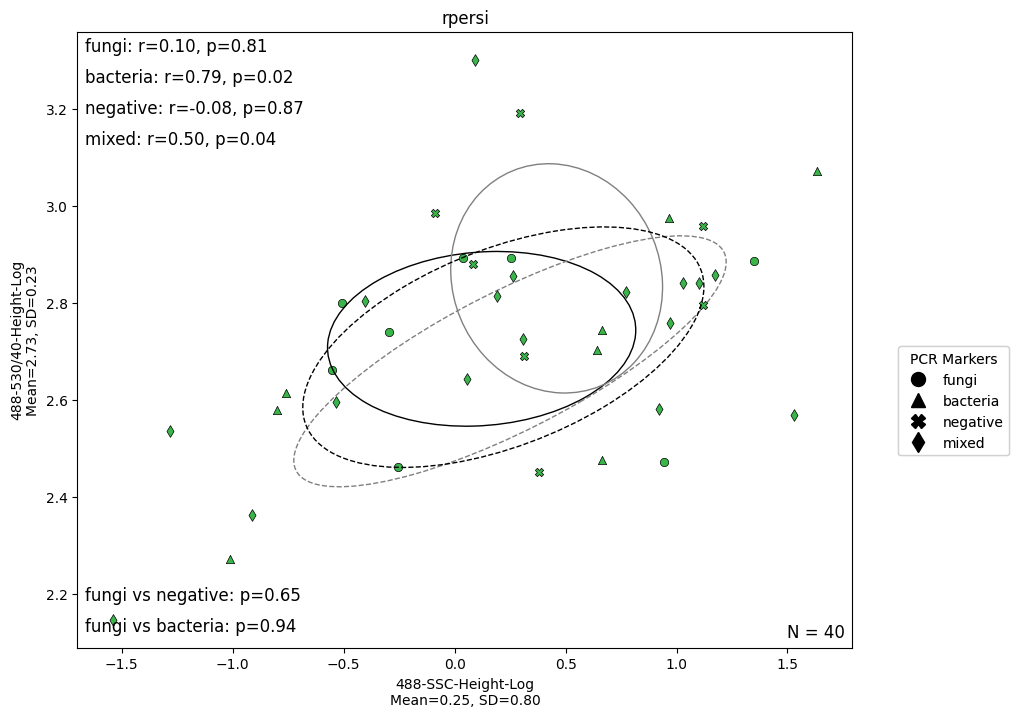 rpersi
fungi: r=0.10, p=0.81
bacteria: r=0.79, p=0.02
negative: r=-0.08, p=0.87
mixed: r=0.50, p=0.04
3.2
3.0
2.8
2.6
2.4
2.2
488-530/40-Height-Log
Mean=2.73, SD=0.23
PCR Markers
fungi
bacteria
negative
mixed
fungi vs negative: p=0.65
fungi vs bacteria: p=0.94
N = 40
−1.5 −1.0 −0.5 0.0 0.5 1.0 1.5
488-SSC-Height-Log
Mean=0.25, SD=0.80